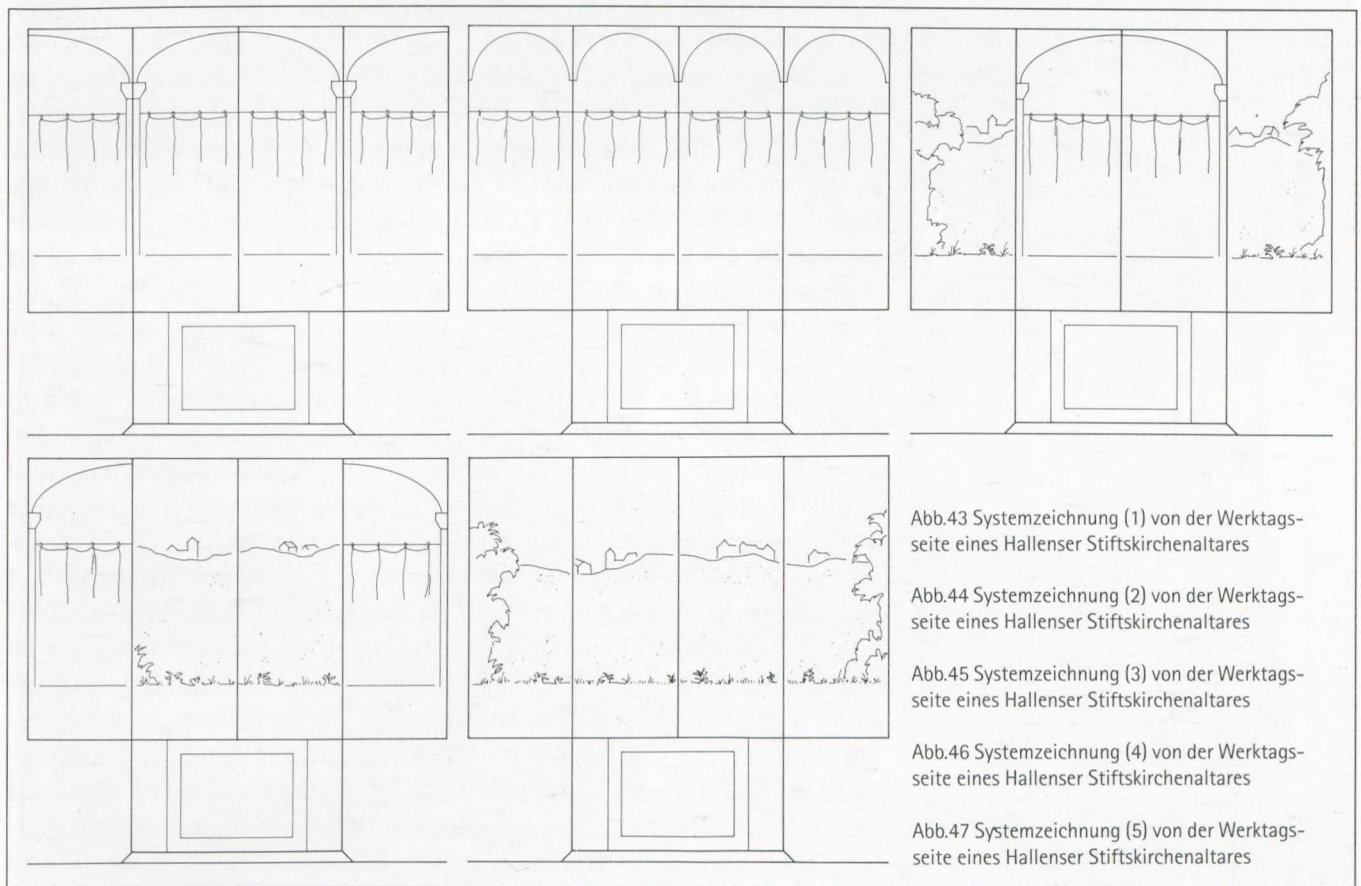 Abb.43 Systemzeichnung (1) von der Werktags-
seite eines Hallenser Stiftskirchenaltares
Abb.44 Systemzeichnung (2) von der Werktags-
seite eines Hallenser Stiftskirchenaltares
Abb.45 Systemzeichnung (3) von der Werktags-
seite eines Hallenser Stiftskirchenaltares
Abb.46 Systemzeichnung (4) von der Werktags-
seite eines Hallenser Stiftskirchenaltares
Abb.47 Systemzeichnung (5) von der Werktags-
seite eines Hallenser Stiftskirchenaltares